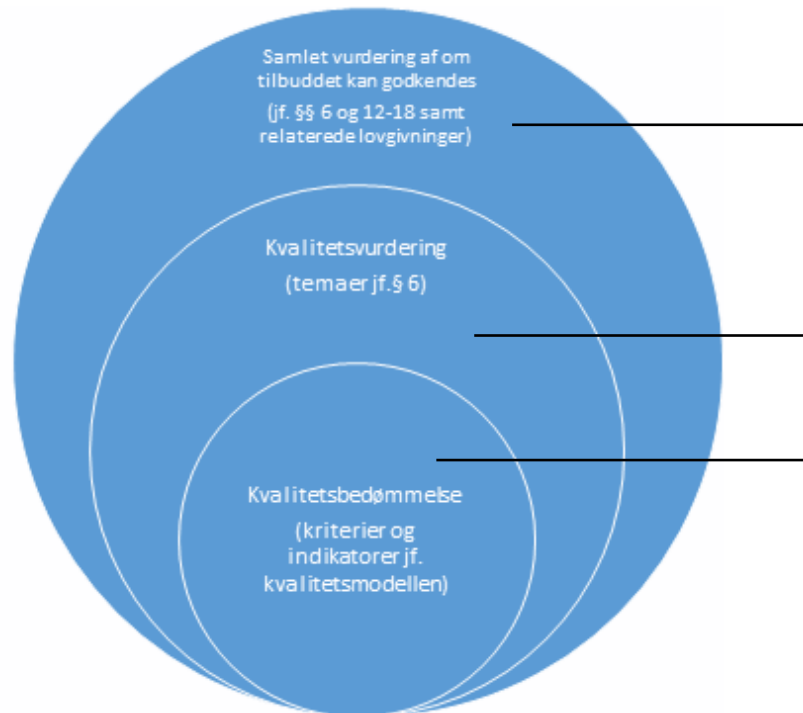 Samlet vurdering af om
tilbuddet kan godkendes
(jf. §§ 6 og 12-18 samt
relaterede lovgivninger)
Kvalitetsvurdering
(temaer jf.§ 6)
Kvalitetsbedømmelse
(kriterier og
indikatorer jf.
kvalitetsmodellen)